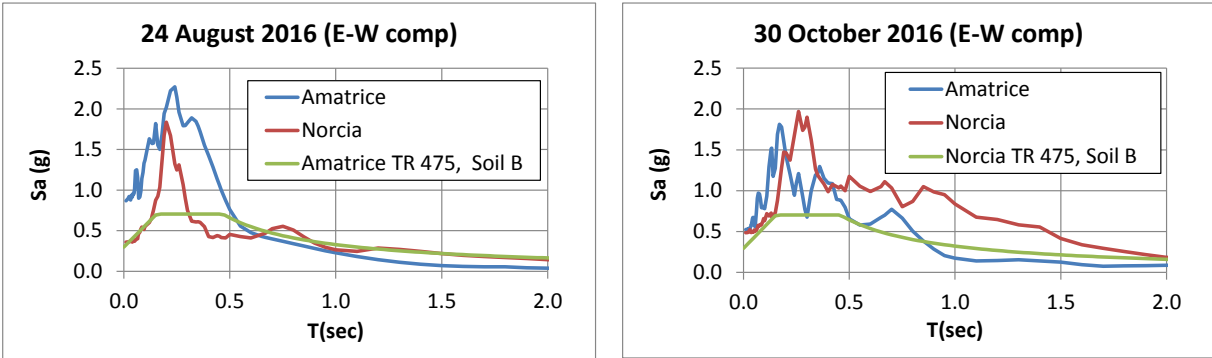 24 August 2016 (E-W comp)
2.5
2.0
1.5
1.0
0.5
0.0
Sa (g)
Amatrice
Norcia
Amatrice TR 475, Soil B
0.0 0.5 1.0 1.5 2.0
T(sec)
30 October 2016 (E-W comp)
2.5
2.0
1.5
1.0
0.5
0.0
Sa (g)
Amatrice
Norcia
Norcia TR 475, Soil B
0.0 0.5 1.0 1.5 2.0
T(sec)